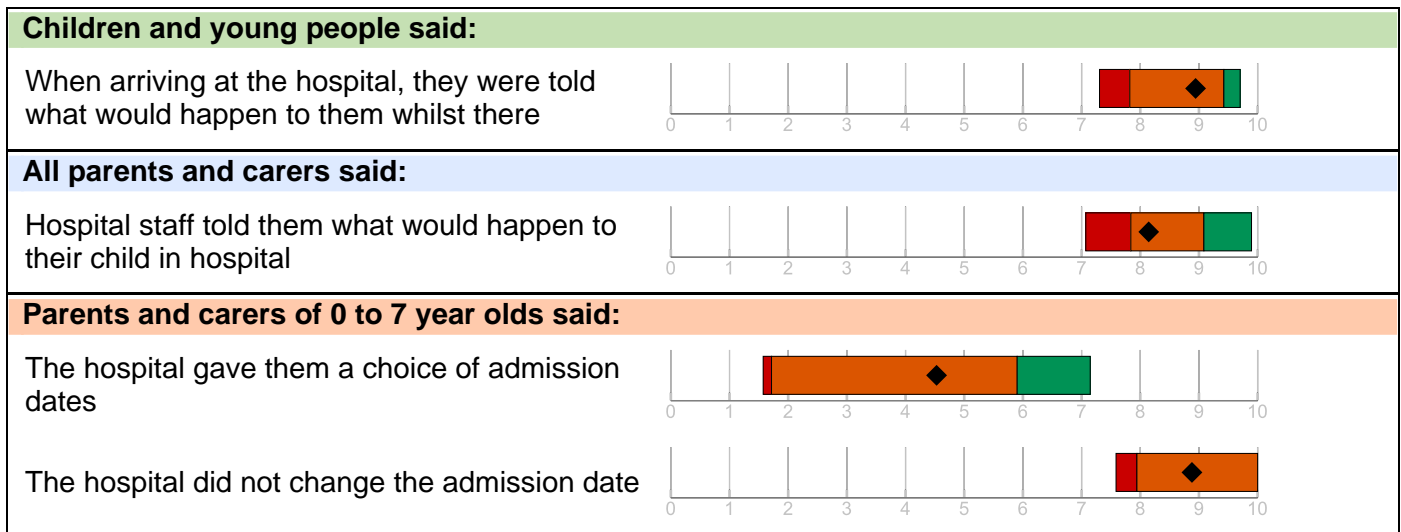 Children and young people said:
When arriving at the hospital, they were told
what would happen to them whilst there
0 1 2 3 4 5 6 7 8 9 10
All parents and carers said:
Hospital staff told them what would happen to
their child in hospital
0 1 2 3 4 5 6 7 8 9 10
Parents and carers of 0 to 7 year olds said:
The hospital gave them a choice of admission
dates
0 1 2 3 4 5 6 7 8 9 10
The hospital did not change the admission date
0 1 2 3 4 5 6 7 8 9 10